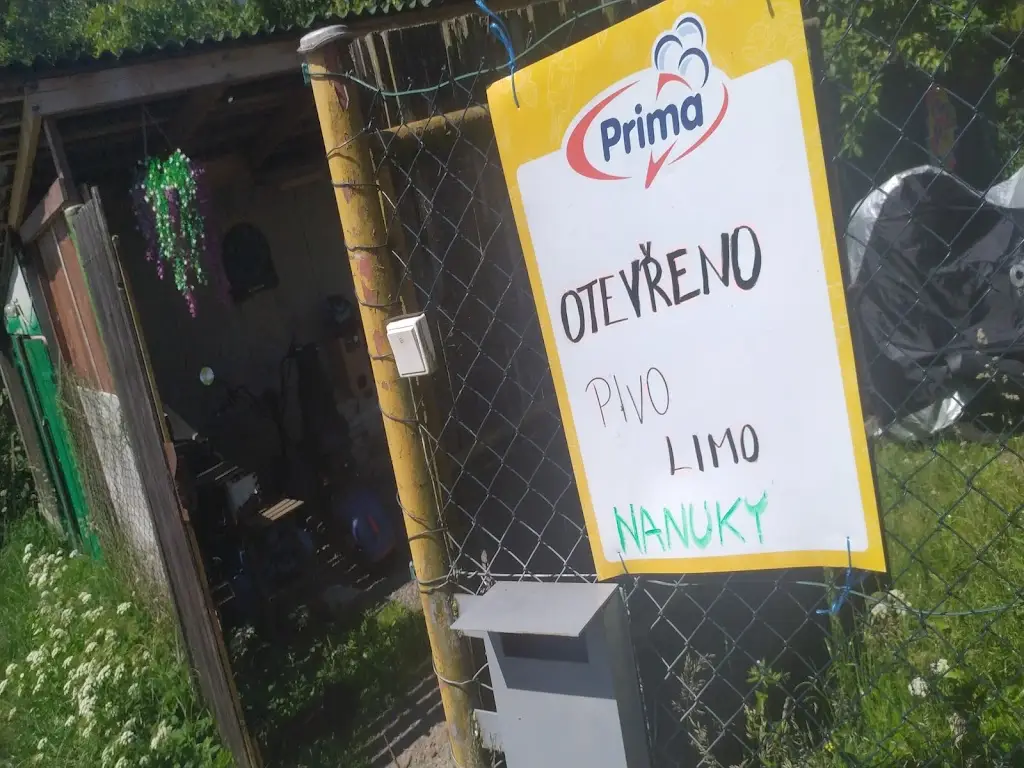 Prima
OTEVŘENO
PIVO
LIMO
NANUKY